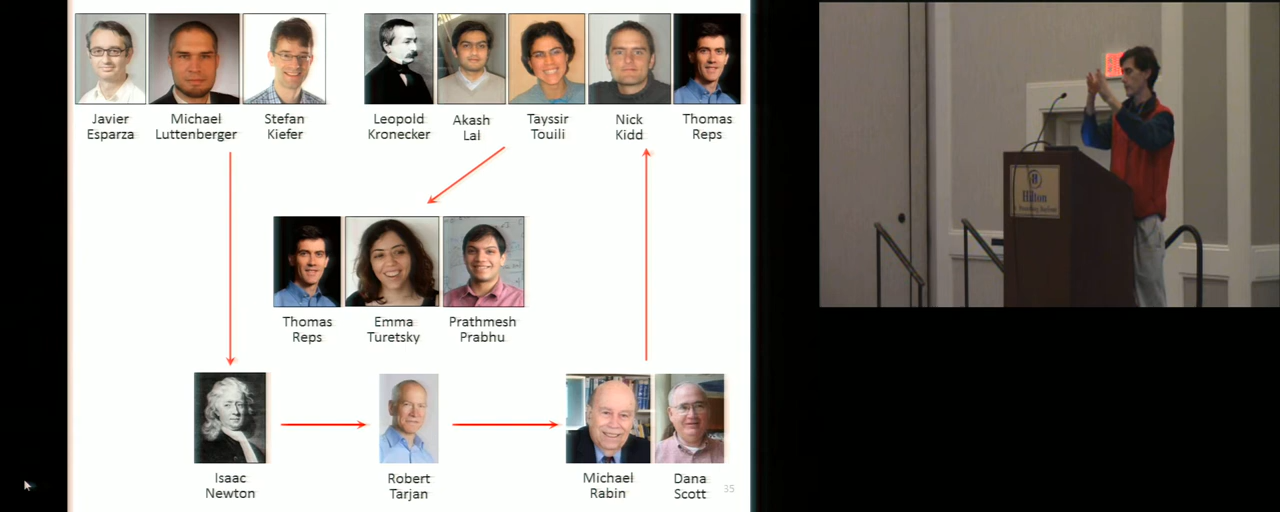 Javier
Esparza
Michael
Luttenberger
Stefan
Kiefer
Leopold
Kronecker
Akash
Lal
Tayssir
Touili
Nick
Kidd
Thomas
Reps
Thomas
Reps
Emma
Turetsky
Prathmesh
Prabhu
Isaac
Newton
Robert
Tarjan
Michael
Rabin
Dana
Scott
35
Hilton